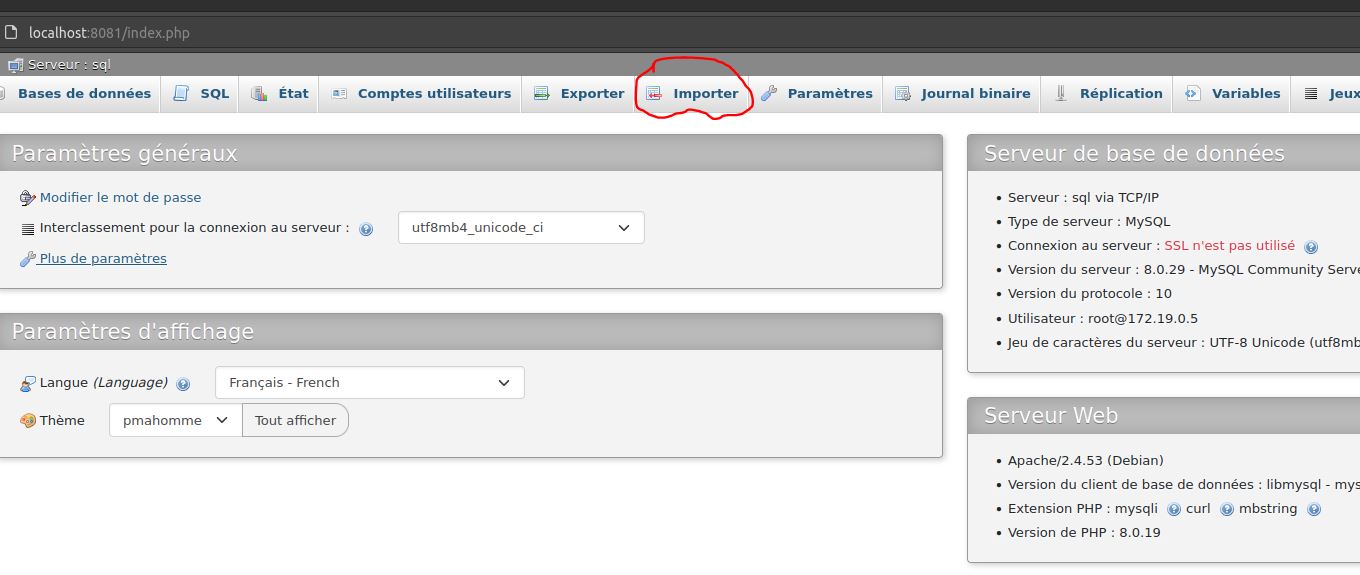 localhost:8081/index.php
Serveur : sql
Bases de données SQL État Comptes utilisateurs Exporter Importer Paramètres Journal binaire Réplication Variables Jeux
Paramètres généraux
Modifier le mot de passe
Interclassement pour la connexion au serveur : utf8mb4_unicode_ci
Plus de paramètres
Paramètres d'affichage
Langue (Language) Français - French
Thème pmahomme Tout afficher
Serveur de base de données
• Serveur : sql via TCP/IP
• Type de serveur : MySQL
• Connexion au serveur : SSL n'est pas utilisé
• Version du serveur : 8.0.29 - MySQL Community Serve
• Version du protocole : 10
• Utilisateur : root@172.19.0.5
• Jeu de caractères du serveur : UTF-8 Unicode (utf8mb
Serveur Web
• Apache/2.4.53 (Debian)
• Version du client de base de données : libmysql - mys
• Extension PHP : mysqli curl mbstring
• Version de PHP : 8.0.19